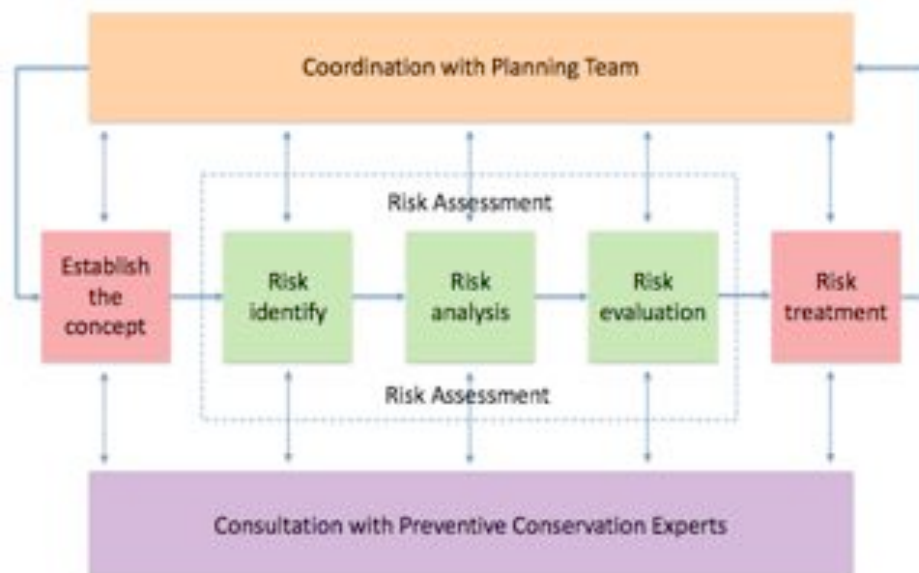 Coordination with Planning Team
Risk Assessment
Establish
the
concept
Risk
identify
Risk
analysis
Risk
evaluation
Risk
treatment
Risk Assessment
Consultation with Preventive Conservation Experts